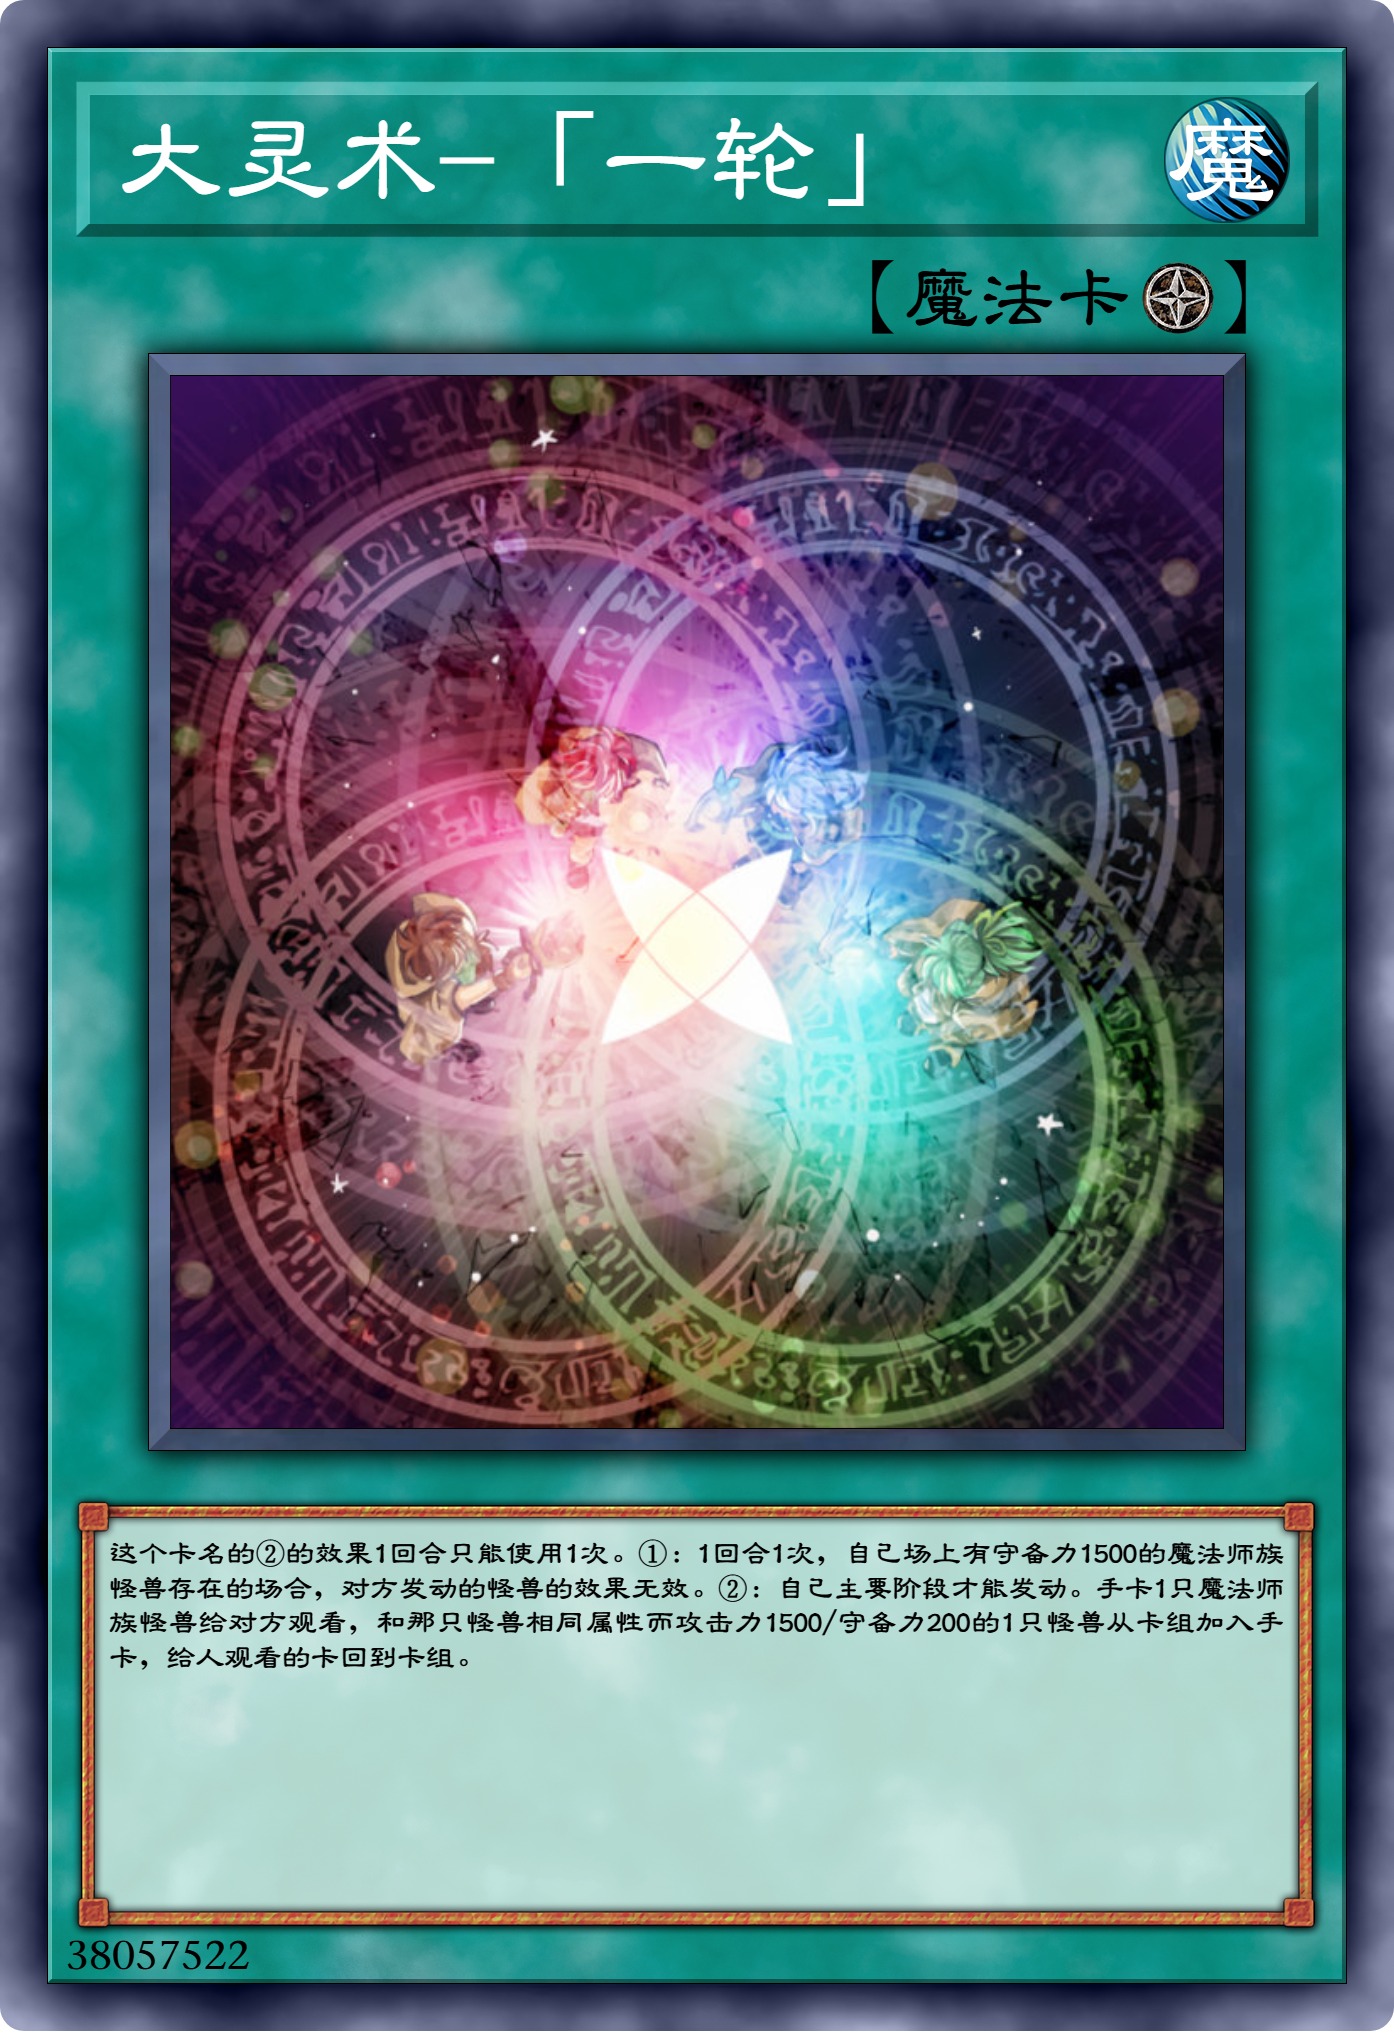 大灵术-「一轮」
魔
【魔法卡】
这个卡名的②的效果1回合只能使用1次。①：1回合1次，自己场上有守备力1500的魔法师族
怪兽存在的场合，对方发动的怪兽的效果无效。②：自己主要阶段才能发动。手卡1只魔法师
族怪兽给对方观看，和那只怪兽相同属性而攻击力1500/守备力200的1只怪兽从卡组加入手
卡，给人观看的卡回到卡组。
38057522